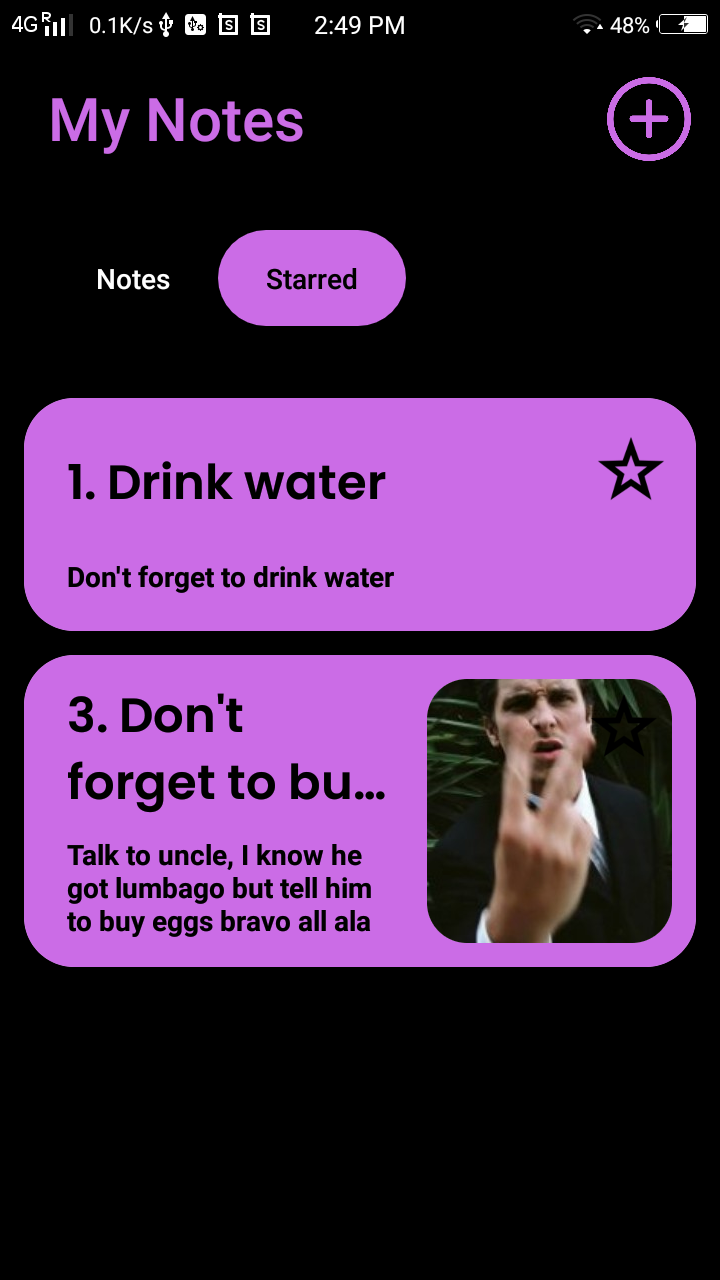 4G R 0.1K/s S S 2:49 PM 48%
My Notes
Notes Starred
1. Drink water
Don't forget to drink water
3. Don't
forget to bu...
Talk to uncle, I know he
got lumbago but tell him
to buy eggs bravo all ala